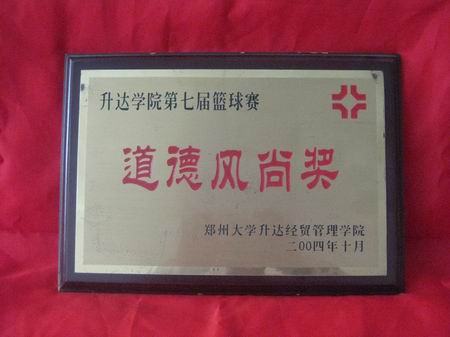 升达学院第七届篮球赛
道德风尚奖
郑州大学升达经贸管理学院
二00四年十月